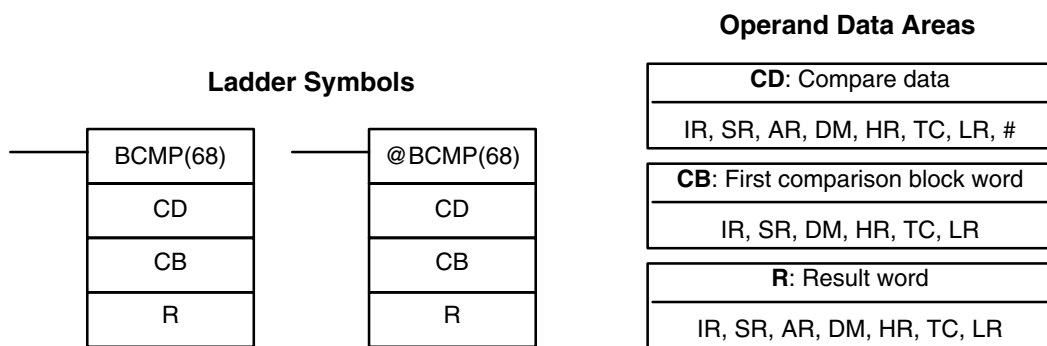 Ladder Symbols
BCMP(68)
CD
CB
R
@BCMP(68)
CD
CB
R
Operand Data Areas
CD: Compare data
IR, SR, AR, DM, HR, TC, LR, #
CB: First comparison block word
IR, SR, DM, HR, TC, LR
R: Result word
IR, SR, AR, DM, HR, TC, LR